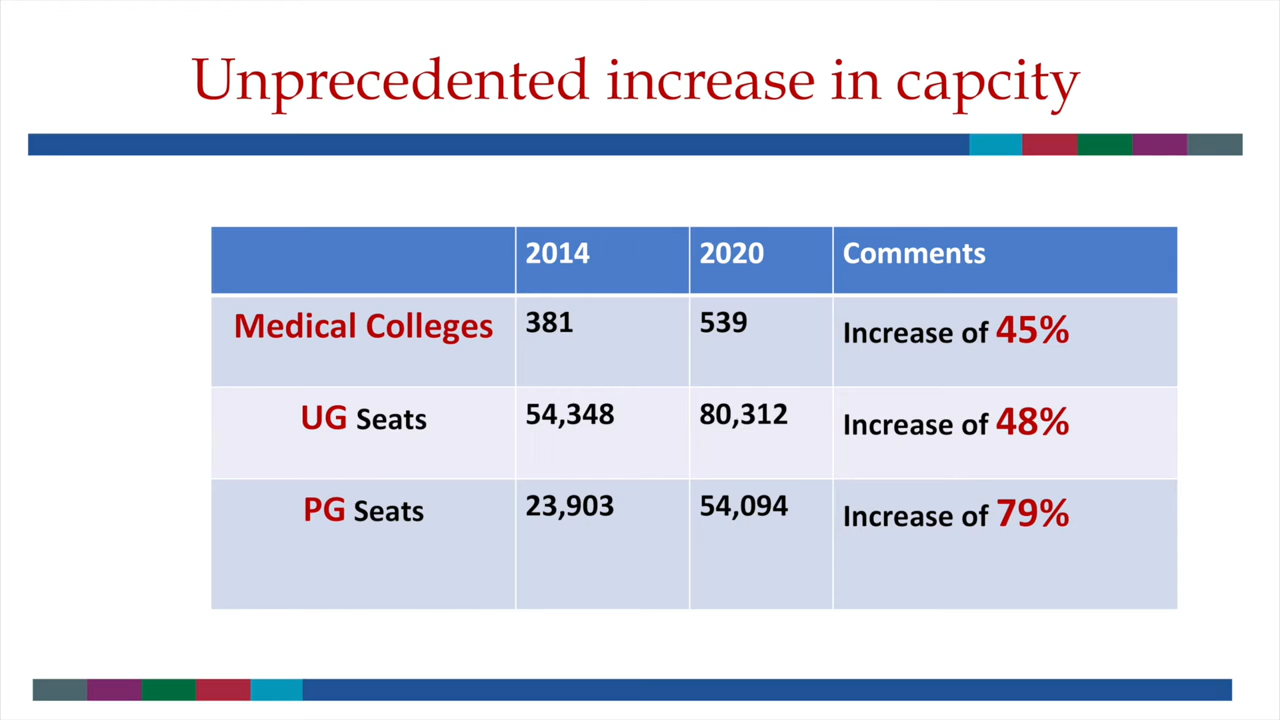 Unprecedented increase in capcity
2014 2020 Comments
Medical Colleges 381 539 Increase of 45%
UG Seats 54,348 80,312 Increase of 48%
PG Seats 23,903 54,094 Increase of 79%